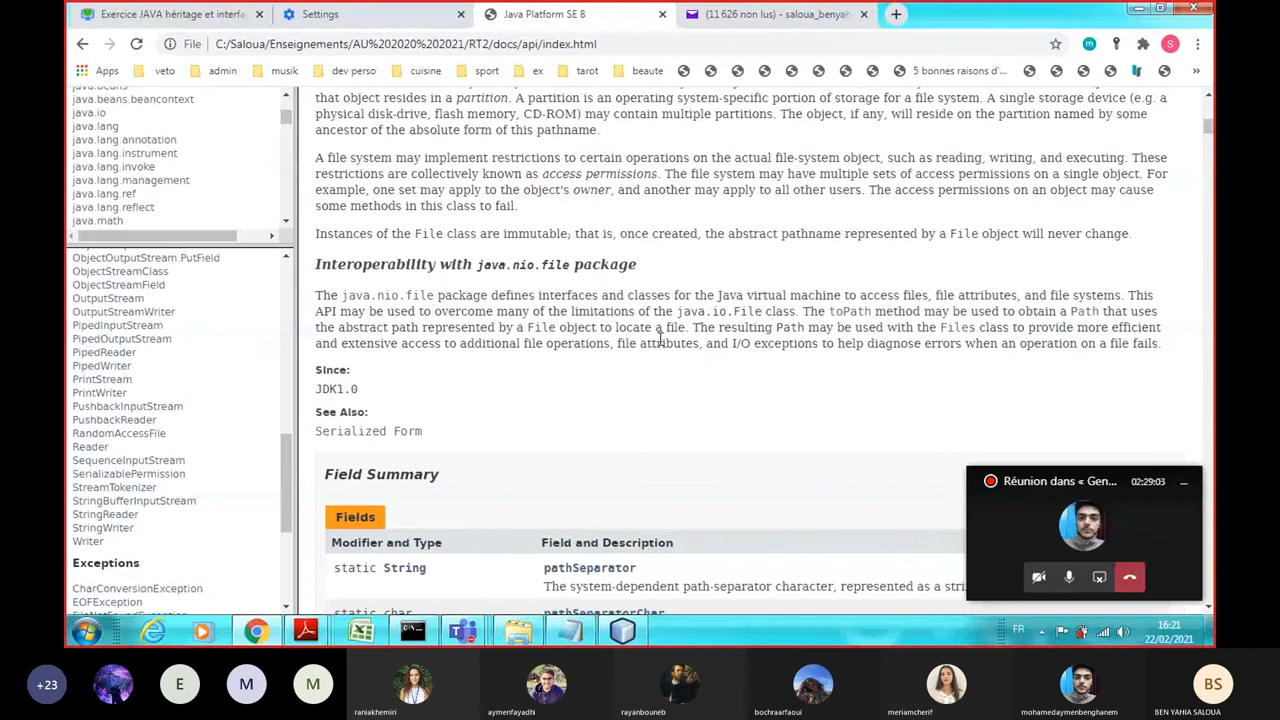 Exercice JAVA héritage et interfa
Settings
Java Platform SE 8
(11 626 non lus) - saloua_benyah
File
C:/Saloua/Enseignements/AU%202020%202021/RT2/docs/api/index.html
S
Apps
veto
admin
musik
dev perso
cuisine
sport
ex
tarot
beaute
5 bonnes raisons d'...
java.beans
java.beans.beancontext
java.io
java.lang
java.lang.annotation
java.lang.instrument
java.lang.invoke
java.lang.management
java.lang.ref
java.lang.reflect
java.math
ObjectOutputStream.PutField
ObjectStreamClass
ObjectStreamField
OutputStream
OutputStreamWriter
PipedInputStream
PipedOutputStream
PipedReader
PipedWriter
PrintStream
PrintWriter
PushbackInputStream
PushbackReader
RandomAccessFile
Reader
SequenceInputStream
SerializablePermission
StreamTokenizer
StringBufferInputStream
StringReader
StringWriter
Writer
Exceptions
CharConversionException
EOFException
that object resides in a partition. A partition is an operating system-specific portion of storage for a file system. A single storage device (e.g. a
physical disk-drive, flash memory, CD-ROM) may contain multiple partitions. The object, if any, will reside on the partition named by some
ancestor of the absolute form of this pathname.
A file system may implement restrictions to certain operations on the actual file-system object, such as reading, writing, and executing. These
restrictions are collectively known as access permissions. The file system may have multiple sets of access permissions on a single object. For
example, one set may apply to the object's owner, and another may apply to all other users. The access permissions on an object may cause
some methods in this class to fail.
Instances of the File class are immutable; that is, once created, the abstract pathname represented by a File object will never change.
Interoperability with java.nio.file package
The java.nio.file package defines interfaces and classes for the Java virtual machine to access files, file attributes, and file systems. This
API may be used to overcome many of the limitations of the java.io.File class. The toPath method may be used to obtain a Path that uses
the abstract path represented by a File object to locate a file. The resulting Path may be used with the Files class to provide more efficient
and extensive access to additional file operations, file attributes, and I/O exceptions to help diagnose errors when an operation on a file fails.
Since:
JDK1.0
See Also:
Serialized Form
Field Summary
Fields
Modifier and Type Field and Description
static String pathSeparator
The system-dependent path-separator character, represented as a stri
static char pathSeparatorChar
Réunion dans « Gen... 02:29:03
FR
16:21
22/02/2021
+23
E
M
M
BS
raniakhemiri
aymenfayadhi
rayanbouneb
bochraarfaoui
meriamcherif
mohamedaymenbenghanem
BEN YAHIA SALOUA